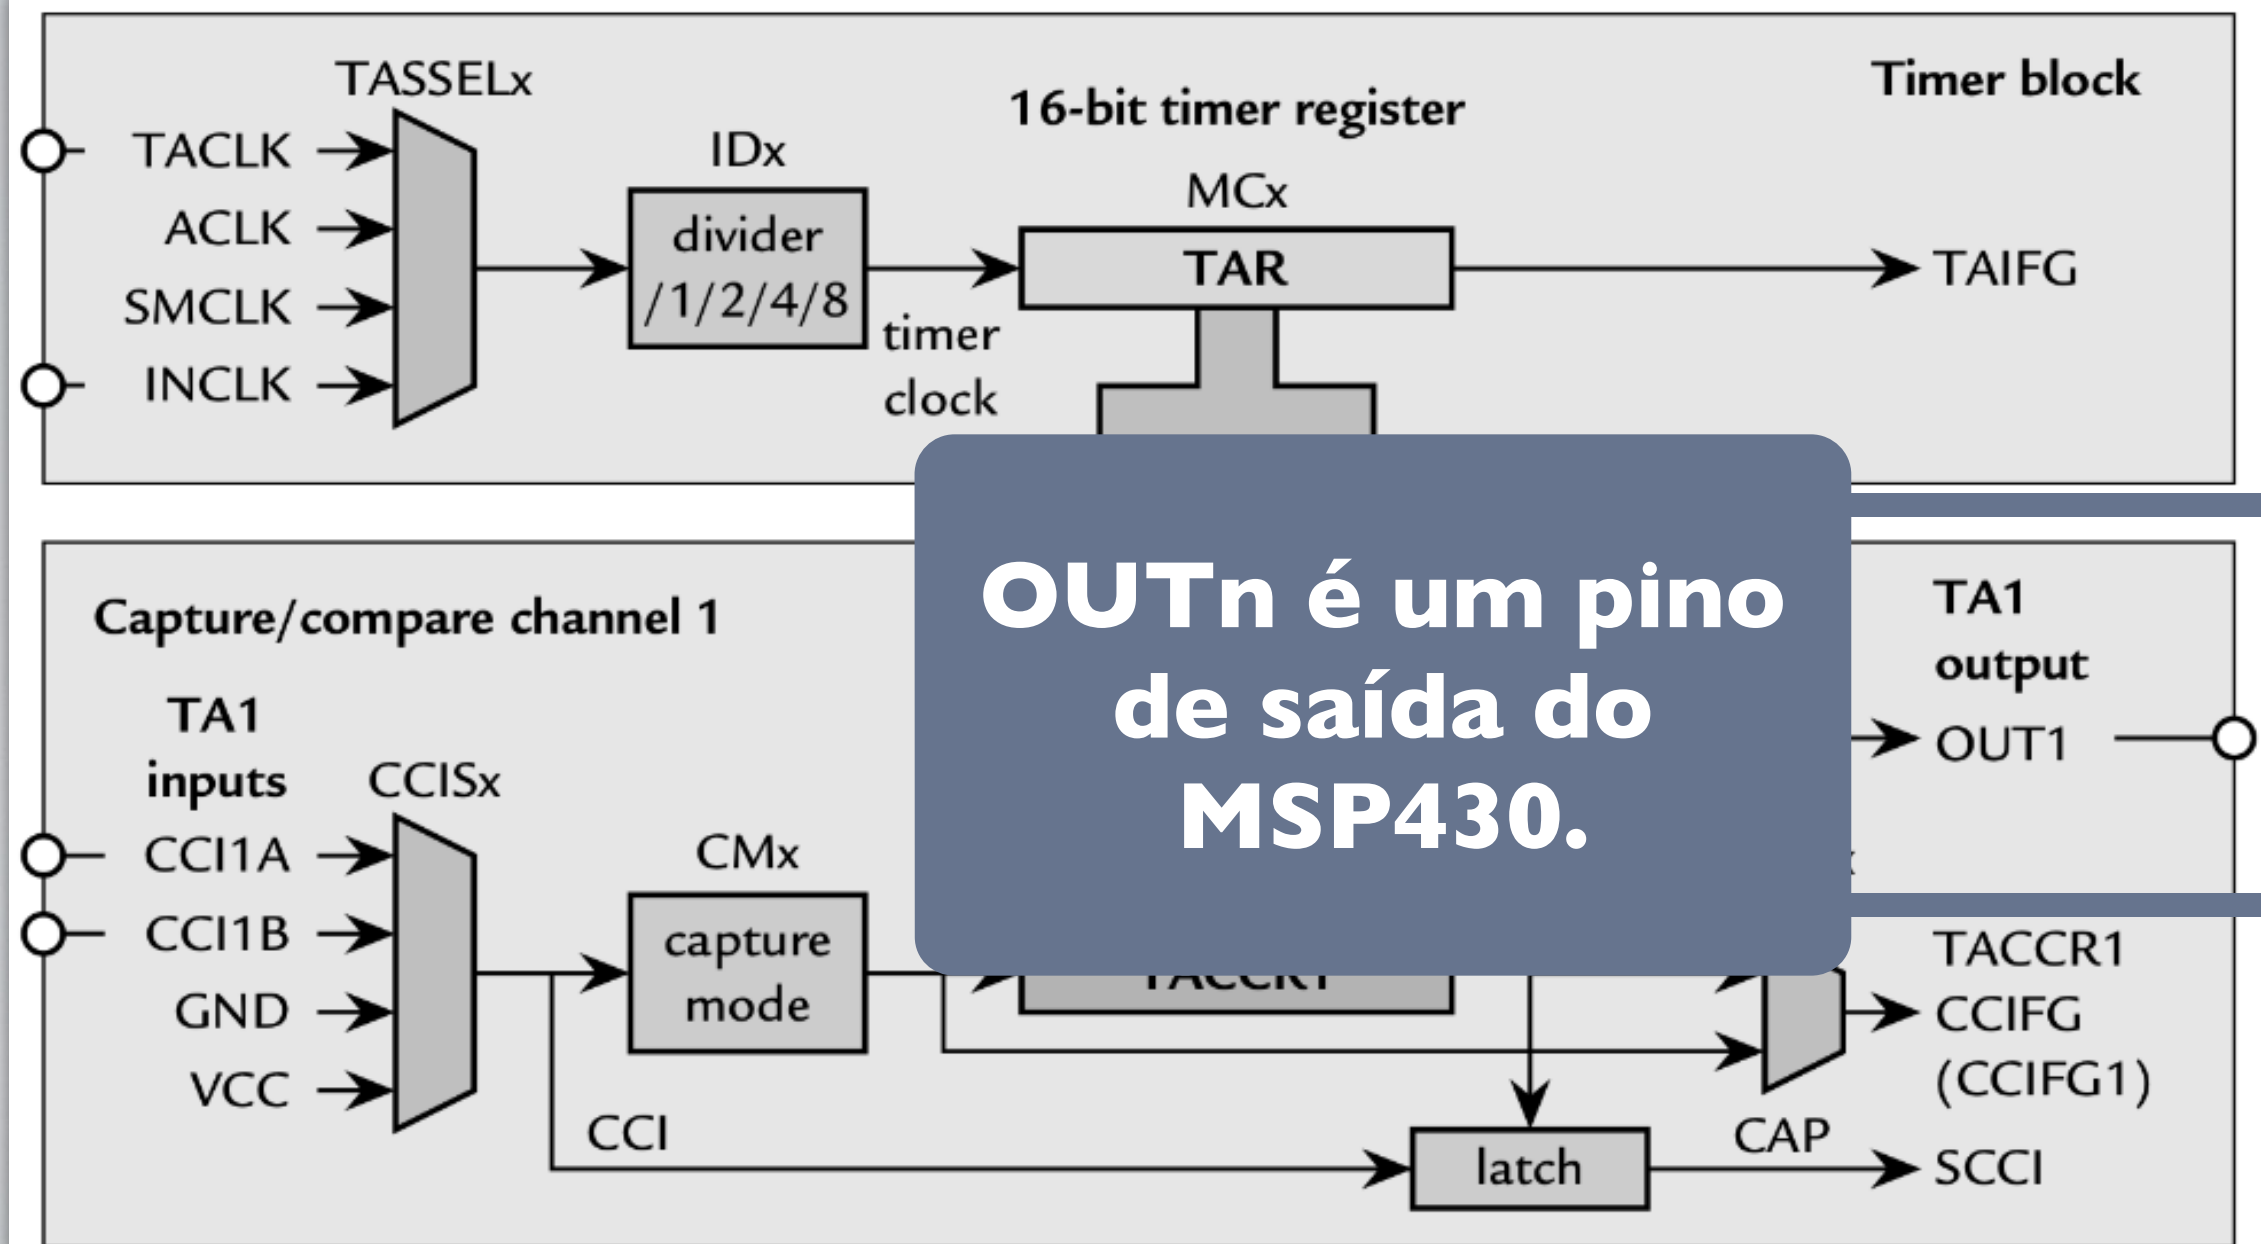 Timer block
TASSELx
16-bit timer register
TACLK
IDx
MCx
ACLK
divider
/1/2/4/8
TAR
TAIFG
SMCLK
timer
clock
INCLK
OUTn é um pino
de saída do
MSP430.
Capture/compare channel 1
TA1
output
OUT1
TA1
inputs
CCISx
CCI1A
CMx
CCI1B
capture
mode
TACCR1
TACCR1
CCIFG
(CCIFG1)
GND
VCC
CCI
CAP
latch
SCCI